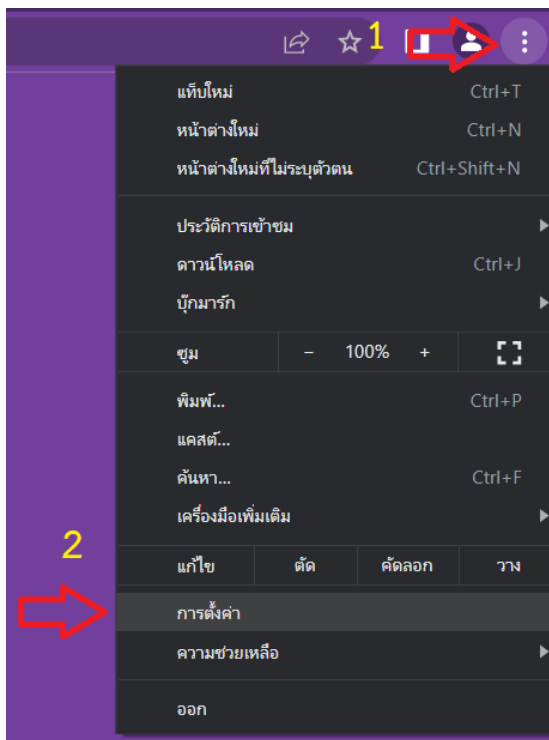 1
แท็บใหม่ Ctrl+T
หน้าต่างใหม่ Ctrl+N
หน้าต่างใหม่ที่ไม่ระบุตัวตน Ctrl+Shift+N
ประวัติการเข้าชม
ดาวน์โหลด Ctrl+J
บุ๊กมาร์ก
ซูม – 100% +
พิมพ์... Ctrl+P
แคสต์...
ค้นหา... Ctrl+F
เครื่องมือเพิ่มเติม
2
แก้ไข ตัด คัดลอก วาง
การตั้งค่า
ความช่วยเหลือ
ออก